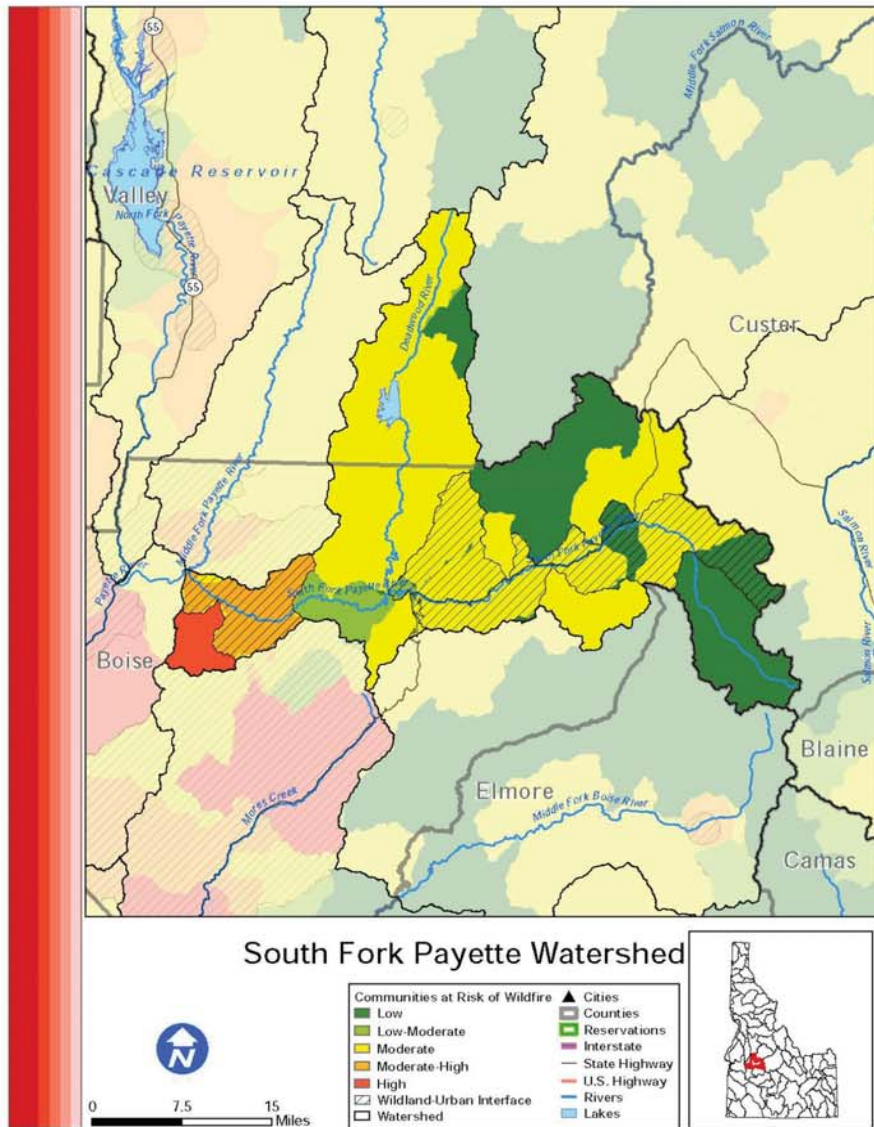 55
Middle Fork Salmon River
Cascade Reservoir
Valley
North Fork
Payette River
55
Deadwood River
Custer
Middle Fork Payette River
Salmon River
Payette River
South Fork Payette River
Fork
Boise
Salmon River
Blaine
Elmore
Mores Creek
Middle Fork Boise River
Camas
South Fork Payette Watershed
Communities at Risk of Wildfire
Low
Low-Moderate
Moderate
Moderate-High
High
Wildland-Urban Interface
Watershed
Cities
Counties
Reservations
Interstate
State Highway
U.S. Highway
Rivers
Lakes
N
0 7.5 15
Miles